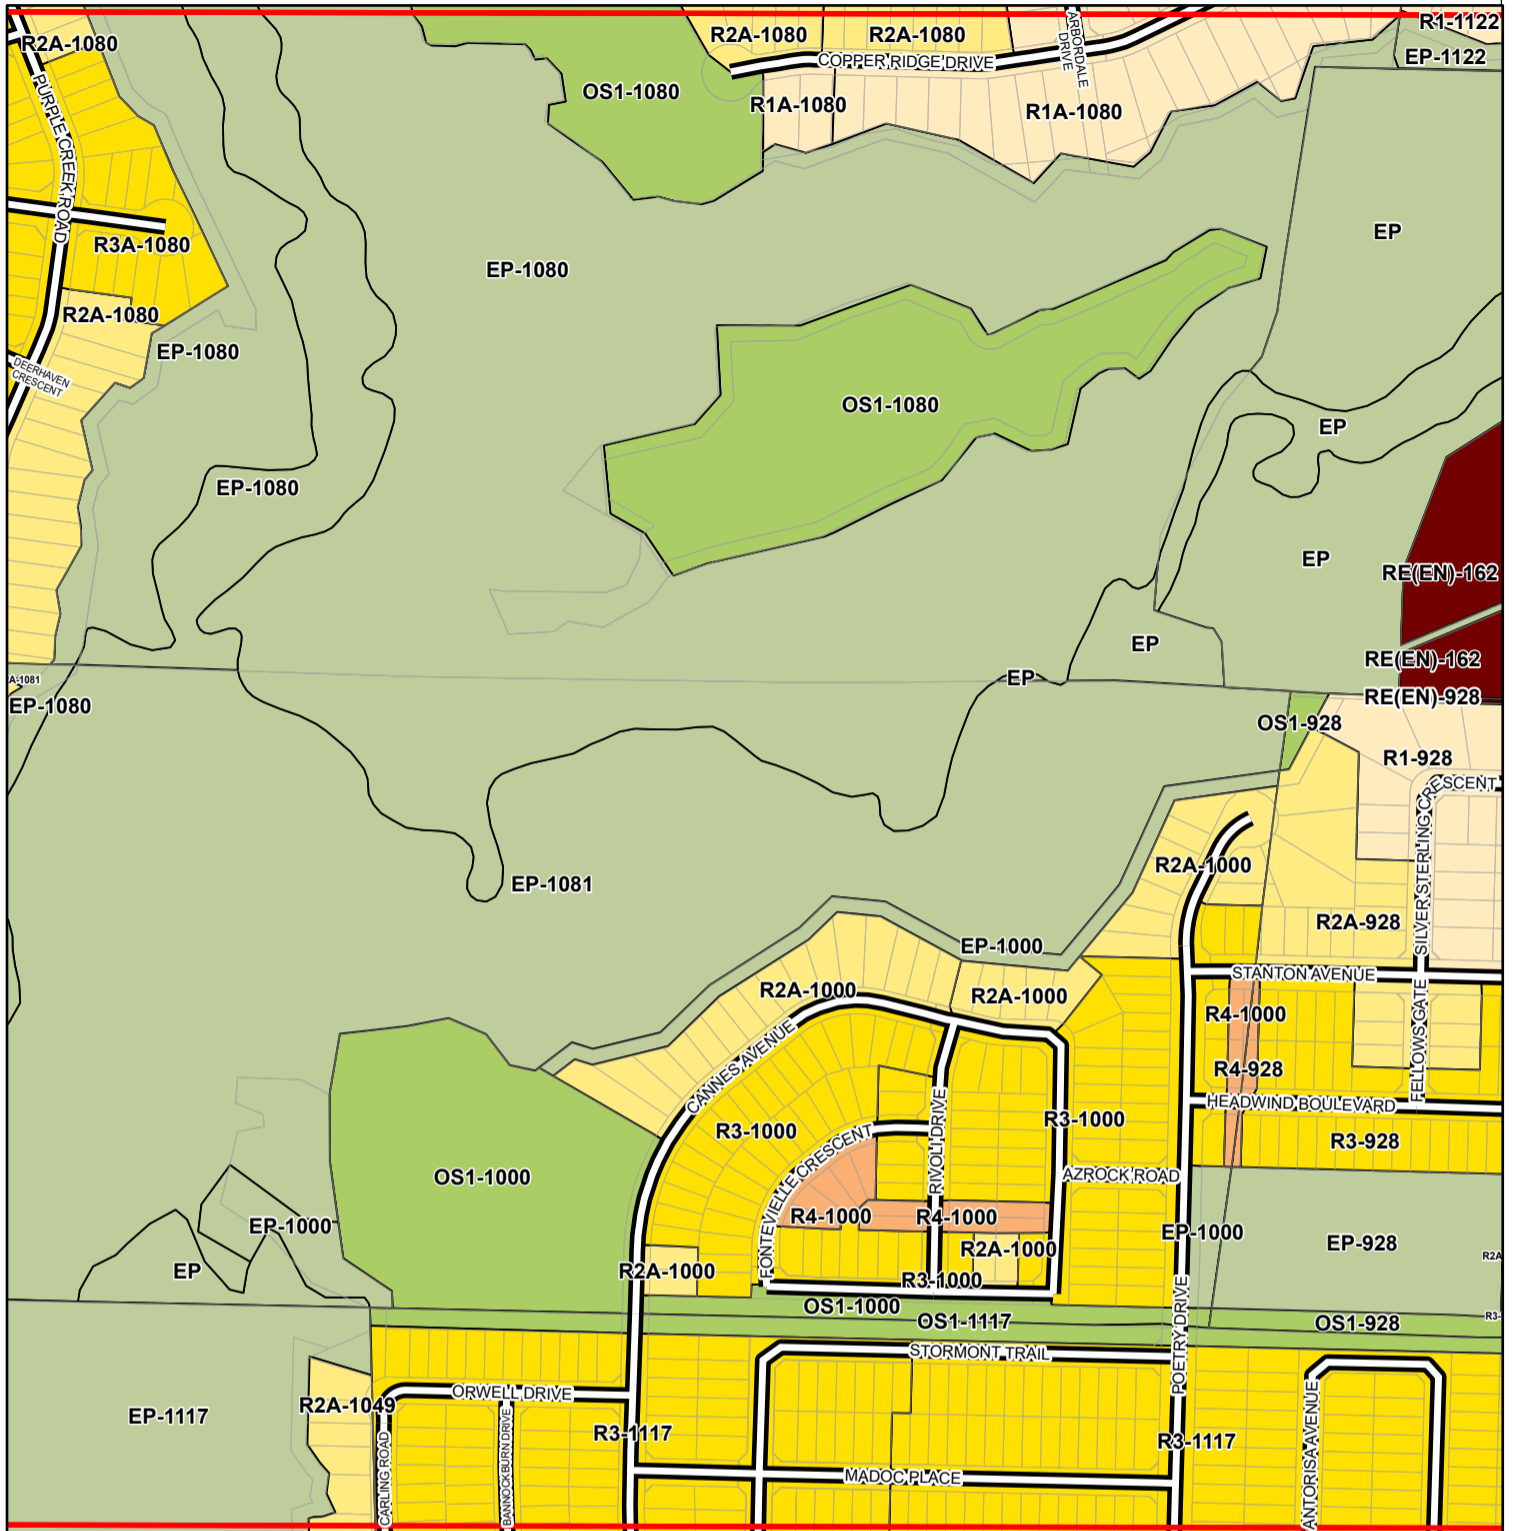 R1-1122
R2A-1080
R2A-1080
R2A-1080
EP-1122
COPPER RIDGE DRIVE
ARBORDALE
DRIVE
OS1-1080
R1A-1080
R1A-1080
PURPLE CREEK ROAD
R3A-1080
EP
EP-1080
R2A-1080
EP-1080
DEERHAVEN
CRESCENT
OS1-1080
EP
EP-1080
EP
RE(EN)-162
EP
RE(EN)-162
EP
A-1081
RE(EN)-928
EP-1080
OS1-928
R1-928
SILVER STERLING CRESCENT
R2A-1000
EP-1081
R2A-928
EP-1000
STANTON AVENUE
R2A-1000
R2A-1000
R4-1000
CANNES AVENUE
FELLOWSGATE
R4-928
HEADWIND BOULEVARD
R3-1000
R3-1000
RIVOLI DRIVE
FONTEVIELLE CRESCENT
R3-928
OS1-1000
AZROCK ROAD
R4-1000
R4-1000
EP-1000
EP-1000
EP-928
R2A-1000
R2A
EP
R2A-1000
R3-1000
OS1-1000
OS1-1117
OS1-928
R3-
POETRY DRIVE
STORMONT TRAIL
ORWELL DRIVE
R2A-1049
EP-1117
CARLING ROAD
BANNOCKBURN DRIVE
R3-1117
R3-1117
ANTORISA AVENUE
MADOC PLACE